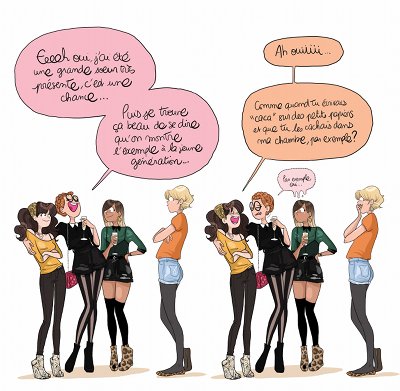 Eeeh oui, j'ai été
une grande sœur très
présente, c'est une
chance...
Puis je trouve
ça beau de se dire
qu'on montre
l'exemple à la jeune
génération...
Ah ouiiii...
Comme quand tu écrivais
"caca" sur des petits papiers
et que tu les cachais dans
ma chambre, par exemple?
Par exemple
oui...